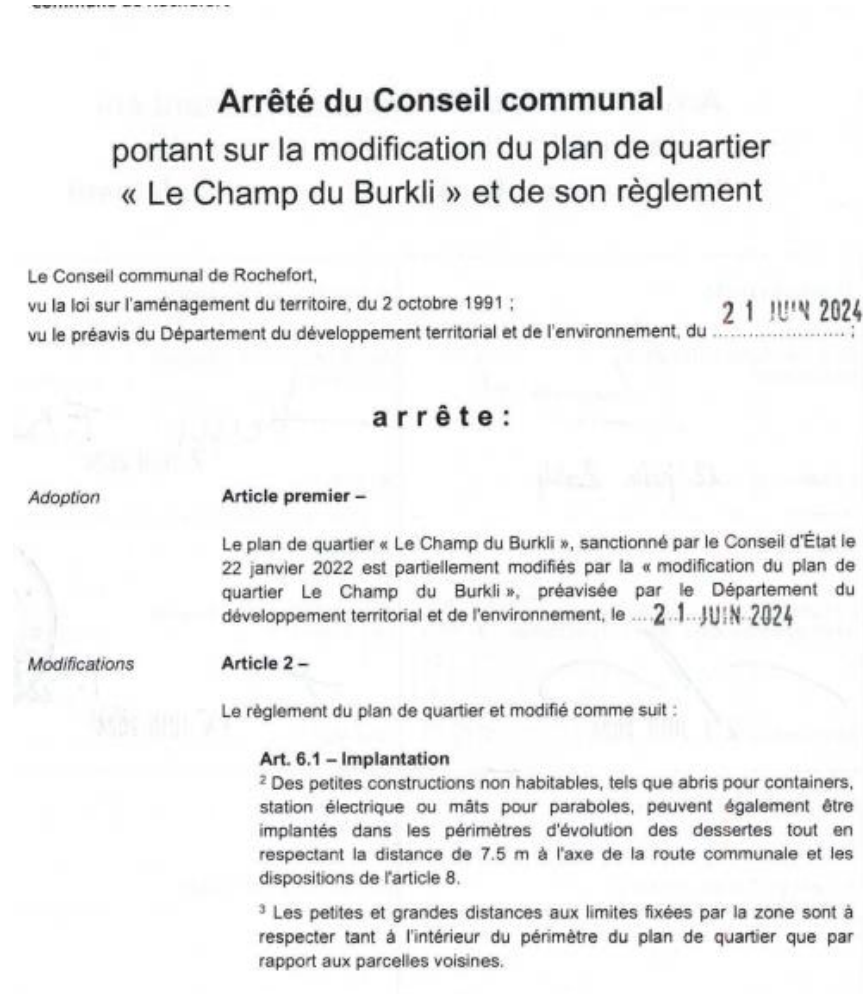 Arrêté du Conseil communal
portant sur la modification du plan de quartier
« Le Champ du Burkli » et de son règlement
Le Conseil communal de Rochefort,
vu la loi sur l'aménagement du territoire, du 2 octobre 1991 ;
vu le préavis du Département du développement territorial et de l'environnement, du 21 JUIN 2024 ;
arrête :
Adoption Article premier –
Le plan de quartier « Le Champ du Burkli », sanctionné par le Conseil d'État le
22 janvier 2022 est partiellement modifiés par la « modification du plan de
quartier Le Champ du Burkli », préavisée par le Département du
développement territorial et de l'environnement, le ....21 JUIN 2024
Modifications Article 2 –
Le règlement du plan de quartier et modifié comme suit :
Art. 6.1 – Implantation
² Des petites constructions non habitables, tels que abris pour containers,
station électrique ou mâts pour paraboles, peuvent également être
implantés dans les périmètres d'évolution des dessertes tout en
respectant la distance de 7.5 m à l'axe de la route communale et les
dispositions de l'article 8.
³ Les petites et grandes distances aux limites fixées par la zone sont à
respecter tant à l'intérieur du périmètre du plan de quartier que par
rapport aux parcelles voisines.